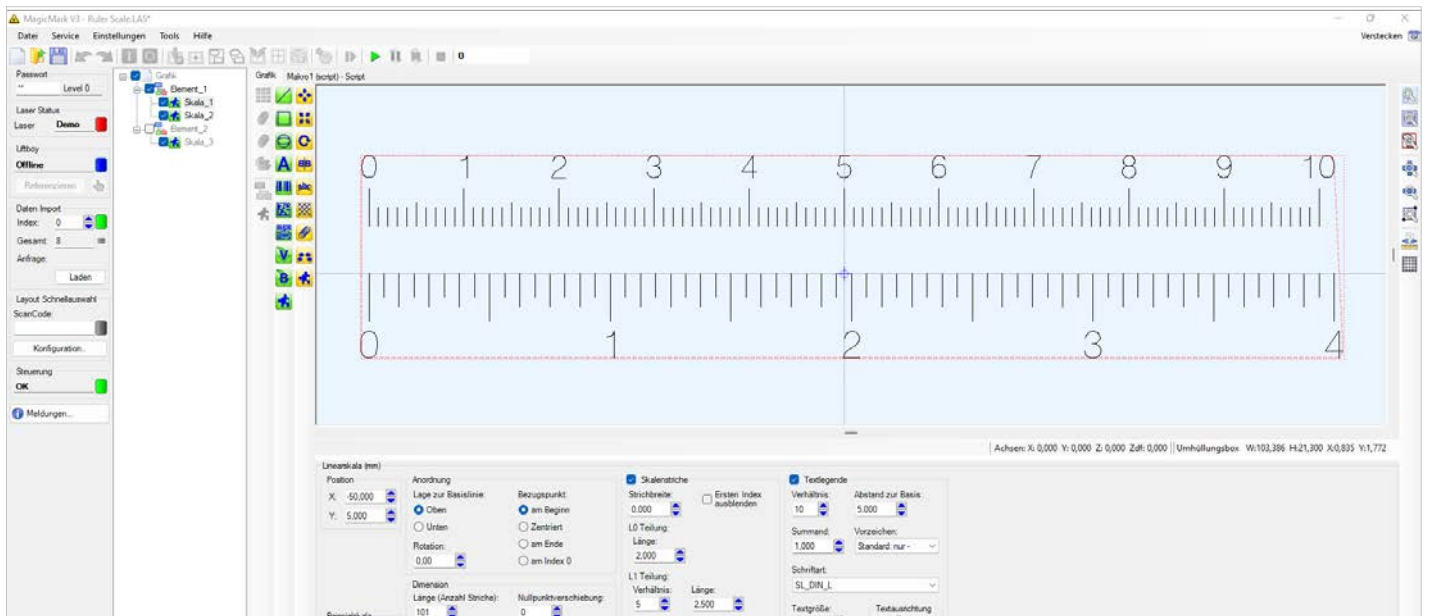 MagicMark V3 - Ruler Scale.LAS*
Datei Service Einstellungen Tools Hilfe
Verstecken
0
Passwort
** Level 0
Laser Status
Laser Demo
Liftboy
Offline
Referenzieren
Daten Import
Index: 0
Gesamt: 8
Anfrage:
Laden
Layout Schnellauswahl
ScanCode:
Konfiguration..
Steuerung
OK
Meldungen...
Grafik
Element_1
Skala_1
Skala_2
Element_2
Skala_3
Grafik Makro1 (script) - Script
0 1 2 3 4 5 6 7 8 9 10
0 1 2 3 4
Achsen: X: 0,000 Y: 0,000 Z: 0,000 Zdf: 0,000 Umhüllungsbox W:103,386 H:21,300 X:0,835 Y:1,772
Linearskala (mm)
Position
X: -50,000
Y: 5,000
Anordnung
Lage zur Basislinie:
Oben
Unten
Rotation:
0,00
Bezugspunkt:
am Beginn
Zentriert
am Ende
am Index 0
Dimension
Länge (Anzahl Striche):
101
Nullpunktverschiebung:
0
Skalenstriche
Strichbreite:
0.000
Ersten Index ausblenden
L0 Teilung:
Länge:
2.000
L1 Teilung:
Verhältnis: Länge:
5 2.500
Textlegende
Verhältnis: Abstand zur Basis:
10 5.000
Summand: Vorzeichen:
1,000 Standard: nur -
Schriftart:
SL_DIN_L
Textgröße: Textausrichtung